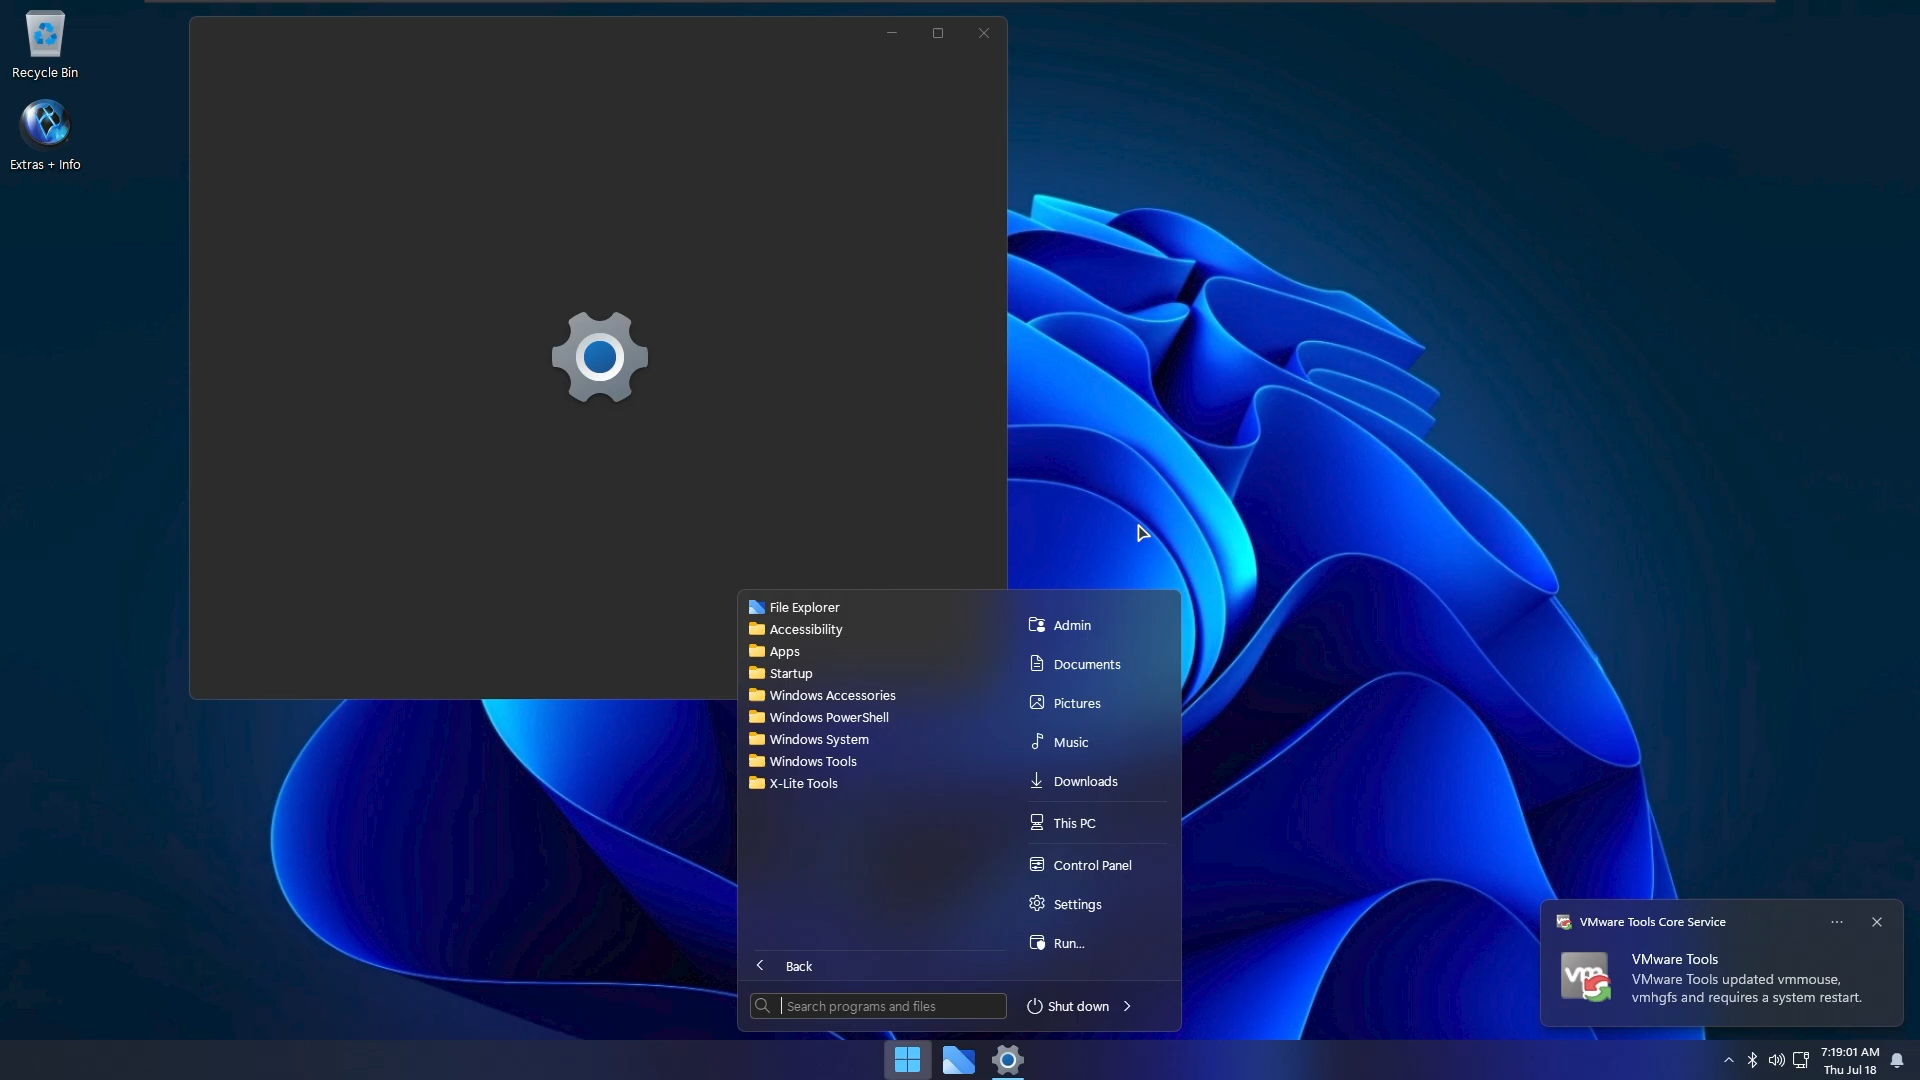 Recycle Bin
Extras + Info
File Explorer
Accessibility
Apps
Startup
Windows Accessories
Windows PowerShell
Windows System
Windows Tools
X-Lite Tools
Back
Search programs and files
Admin
Documents
Pictures
Music
Downloads
This PC
Control Panel
Settings
Run...
Shut down
VMware Tools Core Service
vm
VMware Tools
VMware Tools updated vmmouse,
vmhgfs and requires a system restart.
7:19:01 AM
Thu Jul 18